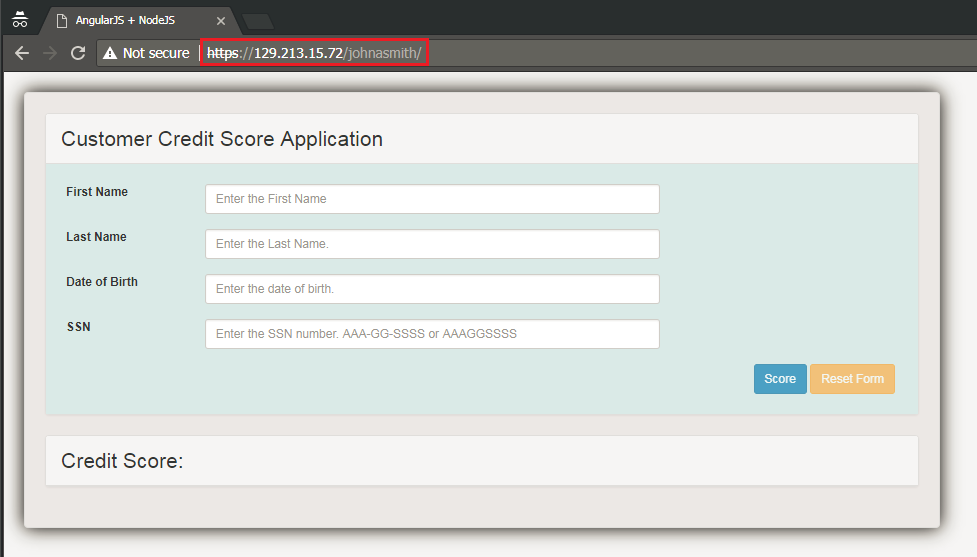 AngularJS + NodeJS
Not secure https://129.213.15.72/johnasmith/
Customer Credit Score Application
First Name Enter the First Name
Last Name Enter the Last Name.
Date of Birth Enter the date of birth.
SSN Enter the SSN number. AAA-GG-SSSS or AAAGGSSSS
Score Reset Form
Credit Score: